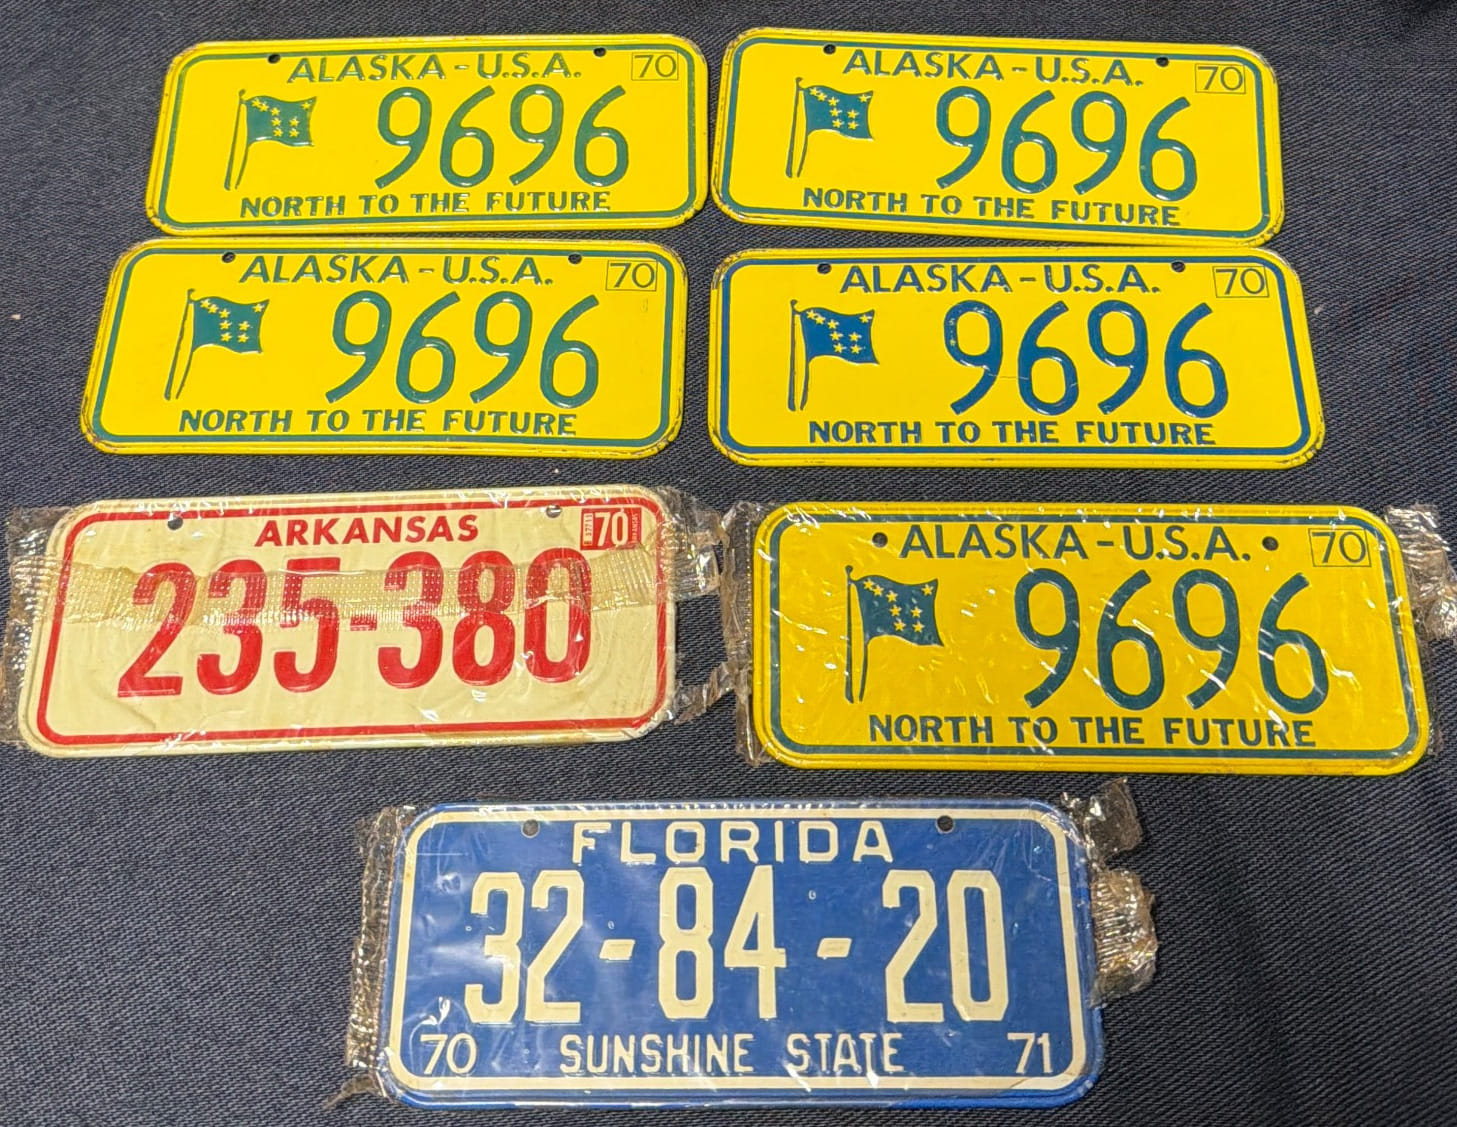 ALASKA - U.S.A. 70
9696
NORTH TO THE FUTURE
ALASKA - U.S.A. 70
9696
NORTH TO THE FUTURE
ALASKA - U.S.A. 70
9696
NORTH TO THE FUTURE
ALASKA - U.S.A. 70
9696
NORTH TO THE FUTURE
ARKANSAS 70
235-380
ALASKA - U.S.A. 70
9696
NORTH TO THE FUTURE
FLORIDA
32-84-20
70 SUNSHINE STATE 71